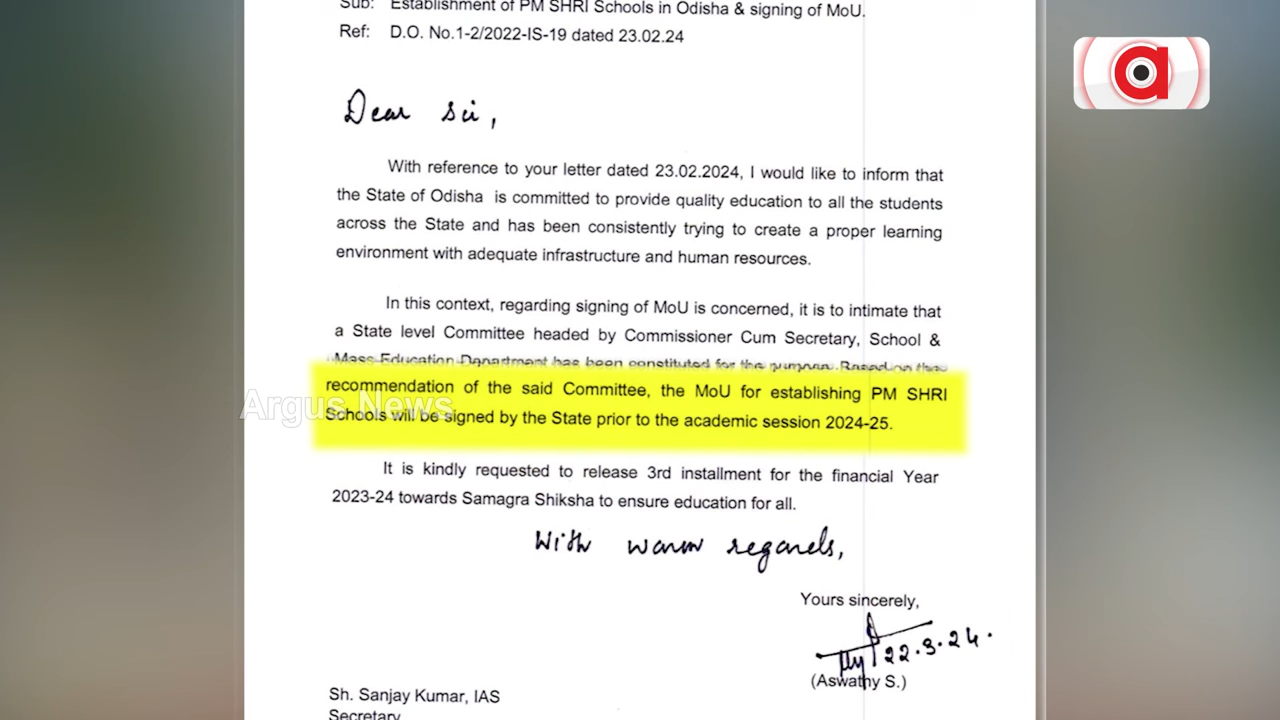 Sub: Establishment of PM SHRI Schools in Odisha & signing of MoU.
Ref: D.O. No.1-2/2022-IS-19 dated 23.02.24
a
Dear Sir,
With reference to your letter dated 23.02.2024, I would like to inform that
the State of Odisha is committed to provide quality education to all the students
across the State and has been consistently trying to create a proper learning
environment with adequate infrastructure and human resources.
In this context, regarding signing of MoU is concerned, it is to intimate that
a State level Committee headed by Commissioner Cum Secretary, School &
Mass Education Department has been constituted for the purpose. Based on the
recommendation of the said Committee, the MoU for establishing PM SHRI
Argus News
Schools will be signed by the State prior to the academic session 2024-25.
It is kindly requested to release 3rd installment for the financial Year
2023-24 towards Samagra Shiksha to ensure education for all.
With warm regards,
Yours sincerely,
22.3.24.
(Aswathy S.)
Sh. Sanjay Kumar, IAS
Secretary